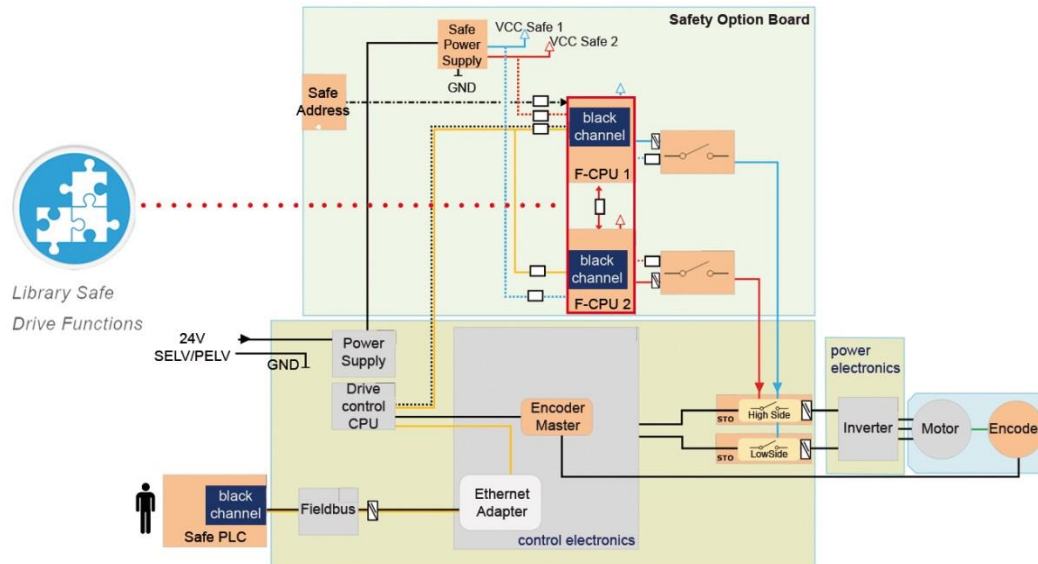 Safety Option Board
VCC Safe 1
VCC Safe 2
Safe
Power
Supply
GND
Safe
Address
black
channel
F-CPU 1
black
channel
F-CPU 2
Library Safe
Drive Functions
24V
SELV/PELV
GND
Power
Supply
Drive
control
CPU
Encoder
Master
Ethernet
Adapter
control electronics
black
channel
Safe PLC
Fieldbus
High Side
STO
LowSide
STO
power
electronics
Inverter
Motor
Encode